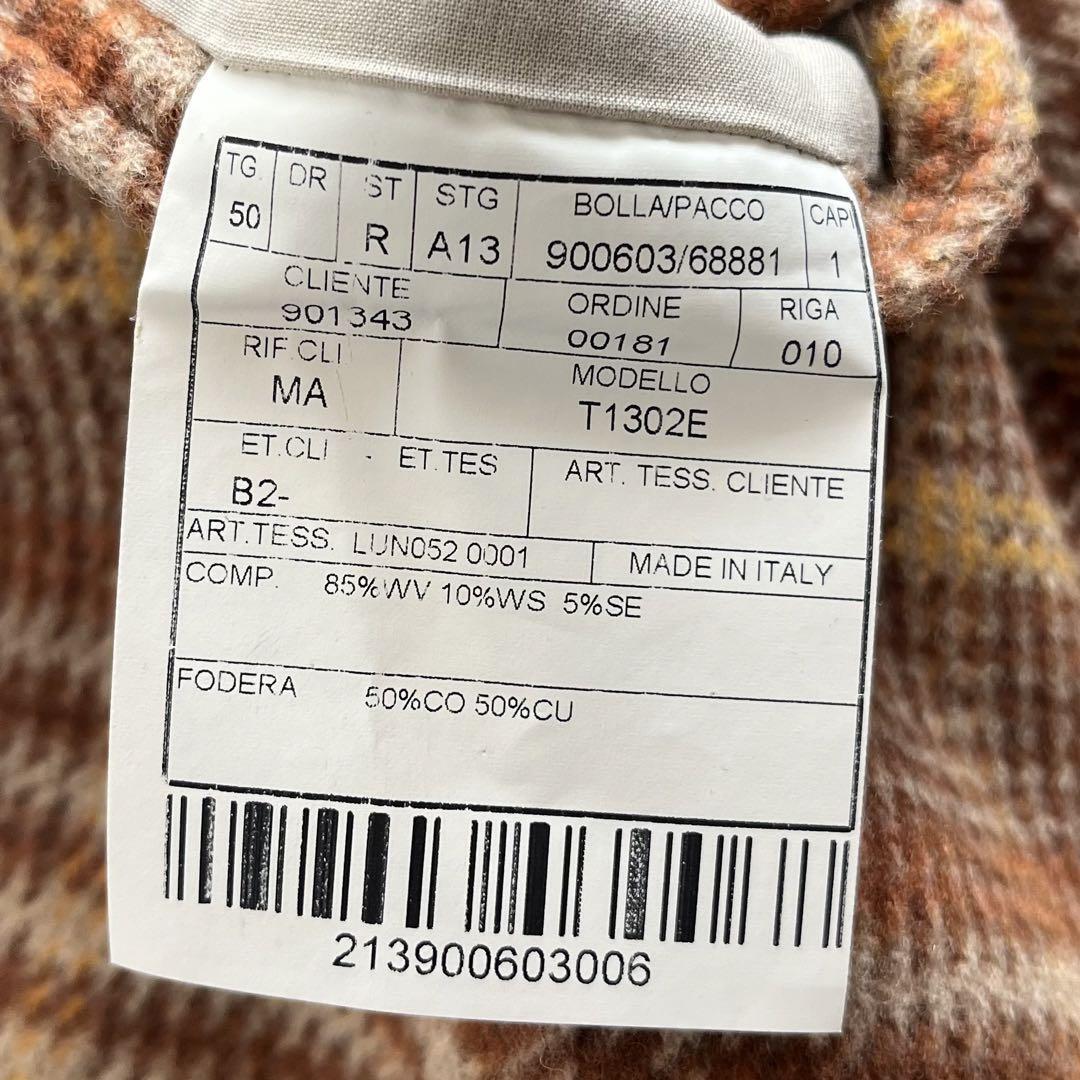 TG. DR ST STG BOLLA/PACCO CAP
50 R A13 900603/68881 1
CLIENTE ORDINE RIGA
901343 00181 010
RIF.CLI MODELLO
MA T1302E
ET.CLI - ET.TES ART. TESS. CLIENTE
B2-
ART.TESS. LUN052 0001 MADE IN ITALY
COMP. 85%WV 10%WS 5%SE
FODERA 50%CO 50%CU
213900603006